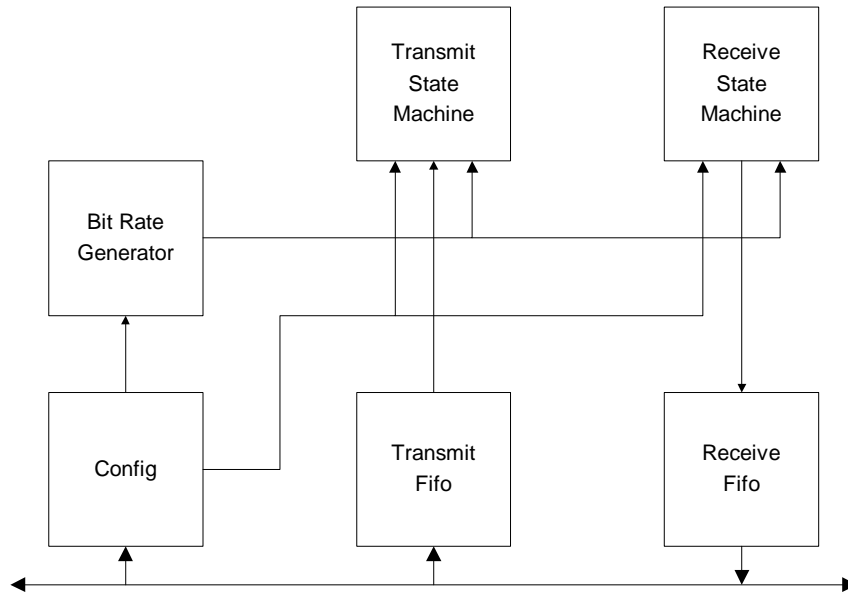 Transmit
State
Machine
Receive
State
Machine
Bit Rate
Generator
Config
Transmit
Fifo
Receive
Fifo